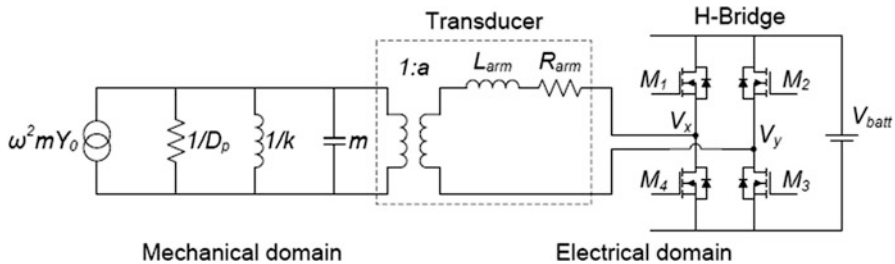 Transducer
H-Bridge
1:a
L_arm
R_arm
M_1
M_2
ω²mY_0
1/D_p
1/k
m
V_x
V_y
V_batt
M_4
M_3
Mechanical domain
Electrical domain